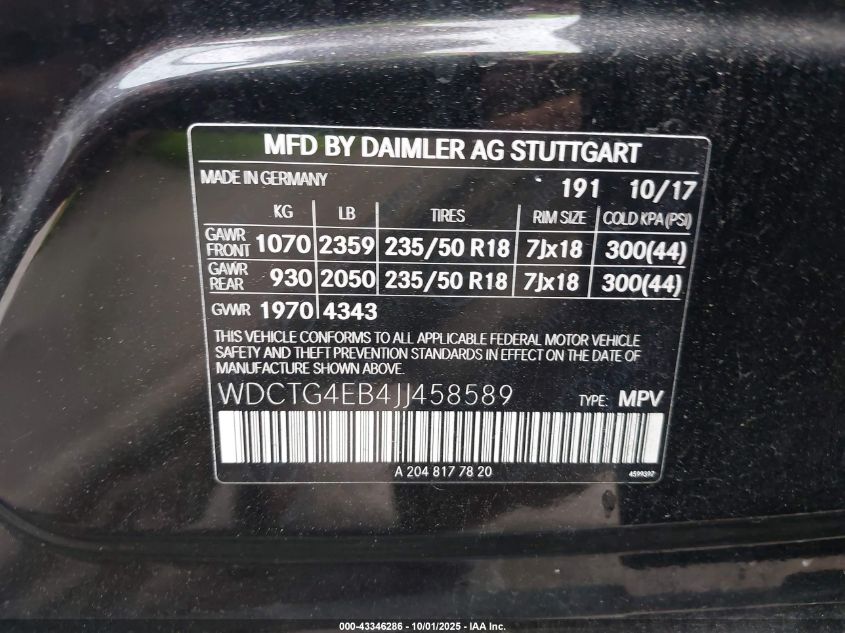 MFD BY DAIMLER AG STUTTGART
MADE IN GERMANY 191 10/17
KG LB TIRES RIM SIZE COLD KPA (PSI)
GAWR FRONT 1070 2359 235/50 R18 7Jx18 300(44)
GAWR REAR 930 2050 235/50 R18 7Jx18 300(44)
GVWR 1970 4343
THIS VEHICLE CONFORMS TO ALL APPLICABLE FEDERAL MOTOR VEHICLE
SAFETY AND THEFT PREVENTION STANDARDS IN EFFECT ON THE DATE OF
MANUFACTURE SHOWN ABOVE.
WDCTG4EB4JJ458589 TYPE: MPV
A 204 817 78 20 4599397
000-43346286 - 10/01/2025 - IAA Inc.